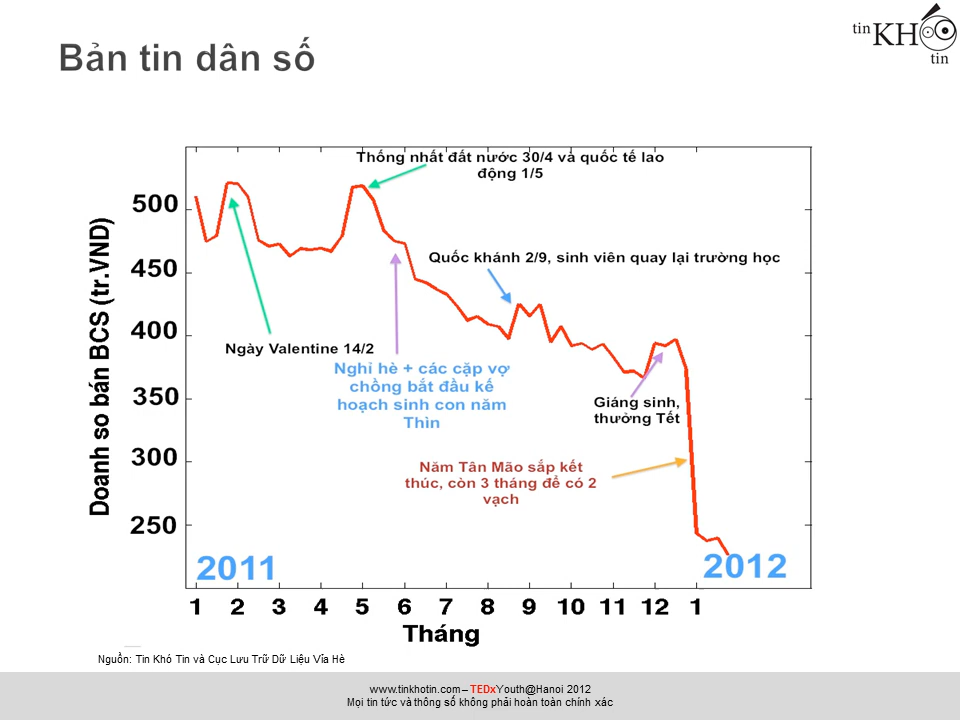 Bản tin dân số
tin
KHÓ
tin
Doanh so bán BCS (tr.VND)
500
450
400
350
300
250
Thống nhất đất nước 30/4 và quốc tế lao
động 1/5
Quốc khánh 2/9, sinh viên quay lại trường học
Ngày Valentine 14/2
Nghỉ hè + các cặp vợ
chồng bắt đầu kế
hoạch sinh con năm
Thìn
Giáng sinh,
thưởng Tết
Năm Tân Mão sắp kết
thúc, còn 3 tháng để có 2
vạch
2011
2012
1 2 3 4 5 6 7 8 9 10 11 12 1
Tháng
Nguồn: Tin Khó Tin và Cục Lưu Trữ Dữ Liệu Vỉa Hè
www.tinkhotin.com – TEDxYouth@Hanoi 2012
Mọi tin tức và thông số không phải hoàn toàn chính xác